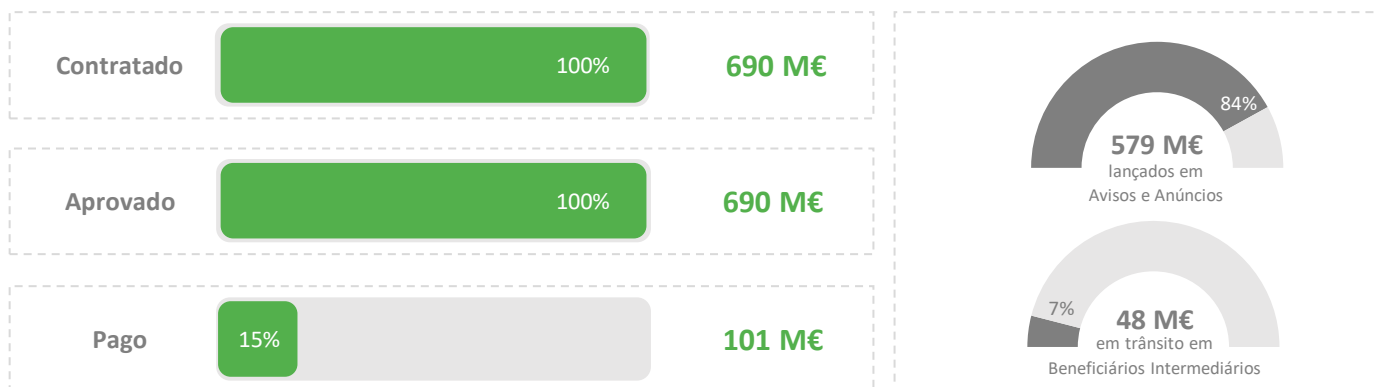 Contratado
100%
690 M€
Aprovado
100%
690 M€
Pago
15%
101 M€
84%
579 M€
lançados em
Avisos e Anúncios
7%
48 M€
em trânsito em
Beneficiários Intermediários